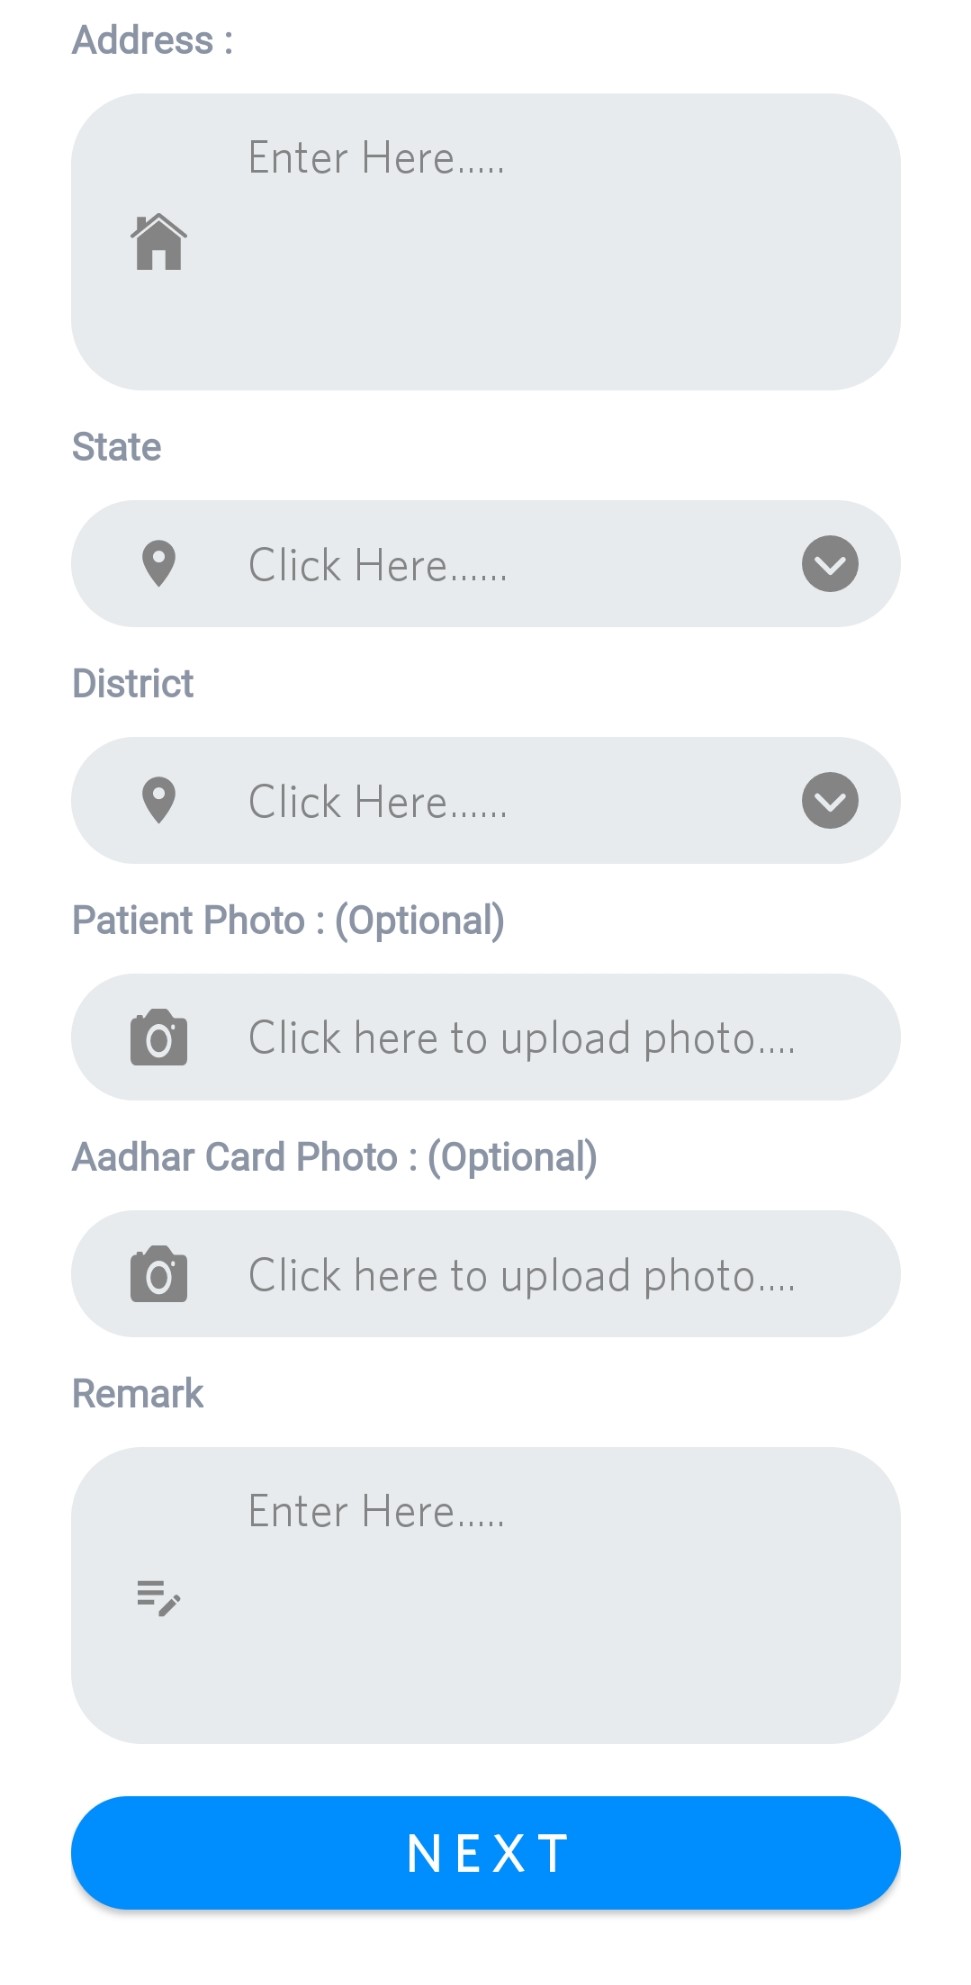 Address :
Enter Here.....
State
Click Here......
District
Click Here......
Patient Photo : (Optional)
Click here to upload photo....
Aadhar Card Photo : (Optional)
Click here to upload photo....
Remark
Enter Here.....
NEXT